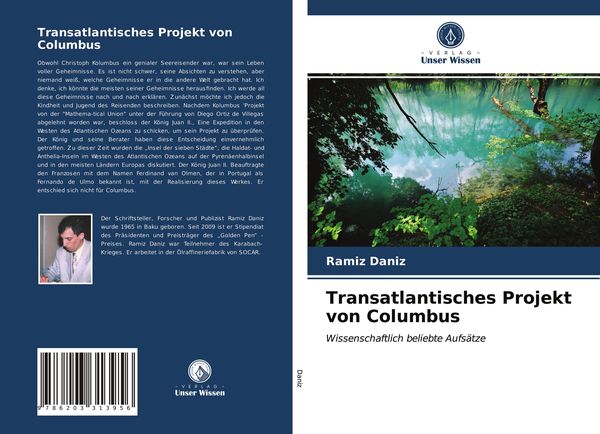 Transatlantisches Projekt von
Columbus
Obwohl Christoph Kolumbus ein genialer Seereisender war, war sein Leben
voller Geheimnisse. Es ist nicht schwer, seine Absichten zu verstehen, aber
niemand weiß, welche Geheimnisse er in die andere Welt gebracht hat. Ich
denke, ich könnte die meisten seiner Geheimnisse herausfinden. Ich werde all
diese Geheimnisse nach und nach erklären. Zunächst möchte ich jedoch die
Kindheit und Jugend des Reisenden beschreiben. Nachdem Kolumbus 'Projekt
von der "Mathema-tical Union" unter der Führung von Diego Ortiz de Villegas
abgelehnt worden war, beschloss der König Juan II., Eine Expedition in den
Westen des Atlantischen Ozeans zu schicken, um sein Projekt zu überprüfen.
Der König und seine Berater haben diese Entscheidung einvernehmlich
getroffen. Zu dieser Zeit wurden die „Insel der sieben Städte“, die Haldat- und
Anthelia-Inseln im Westen des Atlantischen Ozeans auf der Pyrenäenhalbinsel
und in den meisten Ländern Europas diskutiert. Der König Juan II. Beauftragte
den Franzosen mit dem Namen Ferdinand van Olmen, der in Portugal als
Fernando de Ulmo bekannt ist, mit der Realisierung dieses Werkes. Er
entschied sich nicht für Columbus.
Der Schriftsteller, Forscher und Publizist Ramiz Daniz
wurde 1965 in Baku geboren. Seit 2009 ist er Stipendiat
des Präsidenten und Preisträger des „Golden Pen“ -
Preises. Ramiz Daniz war Teilnehmer des Karabach-
Krieges. Er arbeitet in der Ölraffineriefabrik von SOCAR.
9 786203 313956
VERLAG
Unser Wissen
Daniz
VERLAG
Unser Wissen
Ramiz Daniz
Transatlantisches Projekt
von Columbus
Wissenschaftlich beliebte Aufsätze